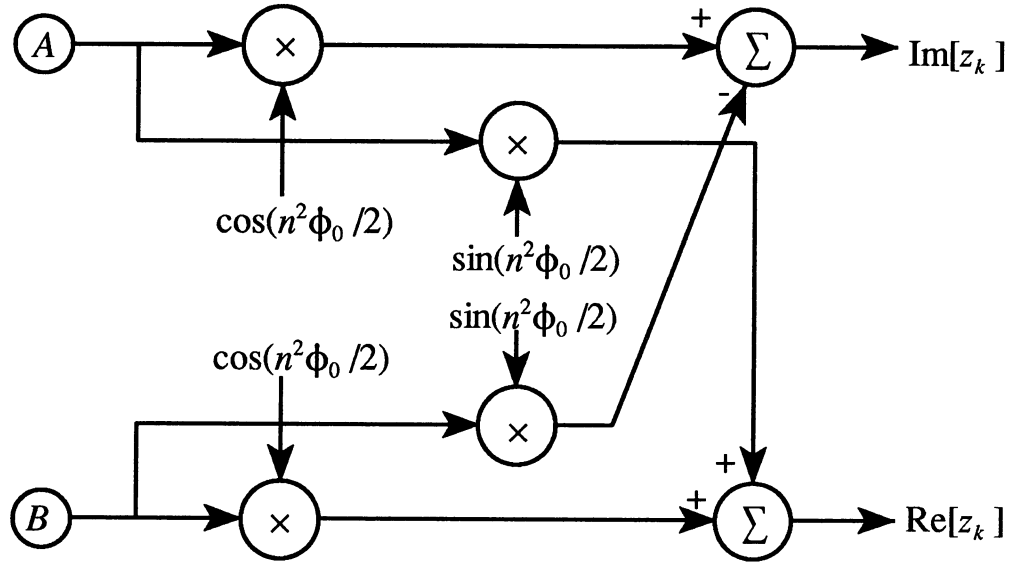 A
×
+
Σ
Im[z_k ]
-
×
cos(n²ϕ₀ /2)
sin(n²ϕ₀ /2)
sin(n²ϕ₀ /2)
cos(n²ϕ₀ /2)
×
+
B
×
+
Σ
Re[z_k ]